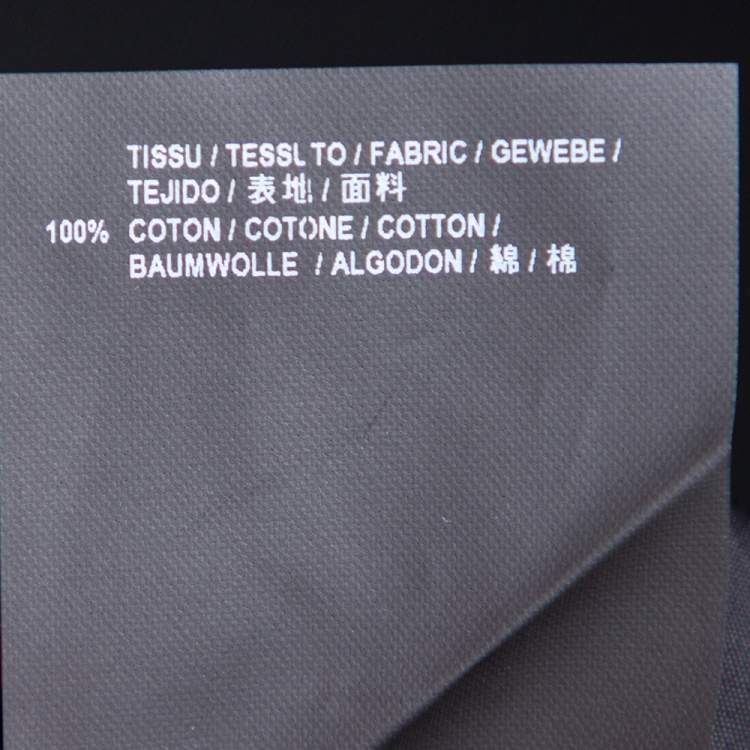 TISSU / TESSUTO / FABRIC / GEWEBE /
TEJIDO / 表地 / 面料
100% COTON / COTONE / COTTON /
BAUMWOLLE / ALGODON / 綿 / 棉